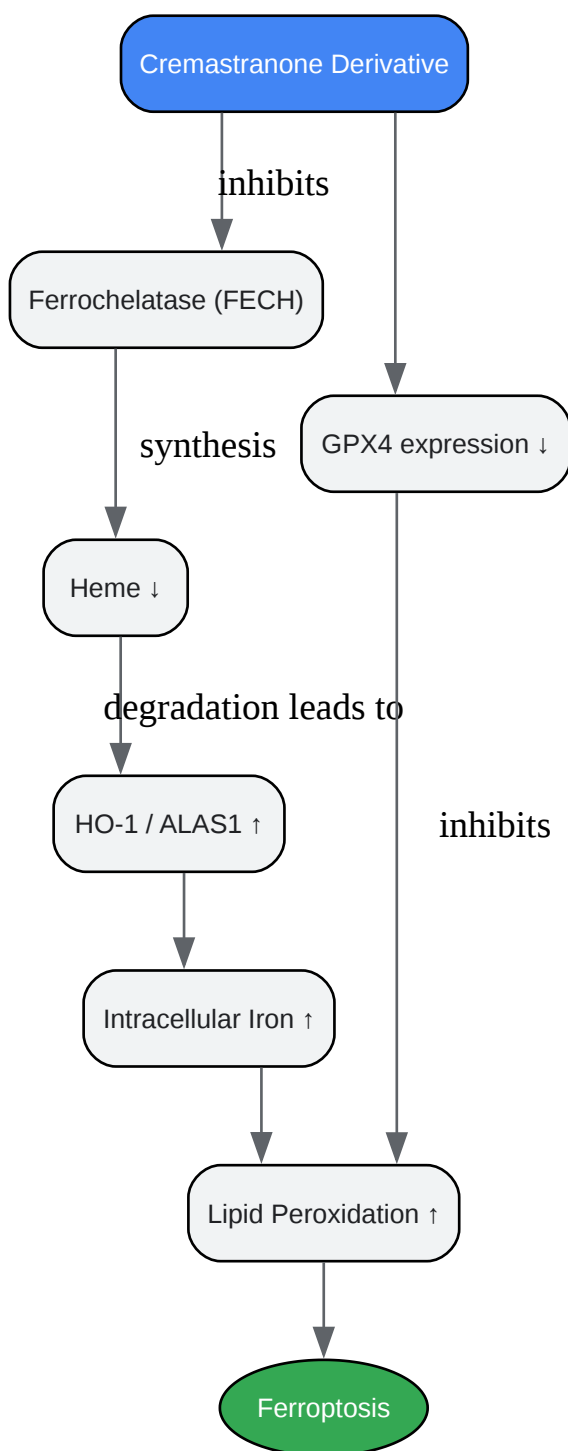 Cremastranone Derivative
inhibits
Ferrochelatase (FECH)
synthesis
GPX4 expression ↓
Heme ↓
degradation leads to
HO-1 / ALAS1 ↑
inhibits
Intracellular Iron ↑
Lipid Peroxidation ↑
Ferroptosis